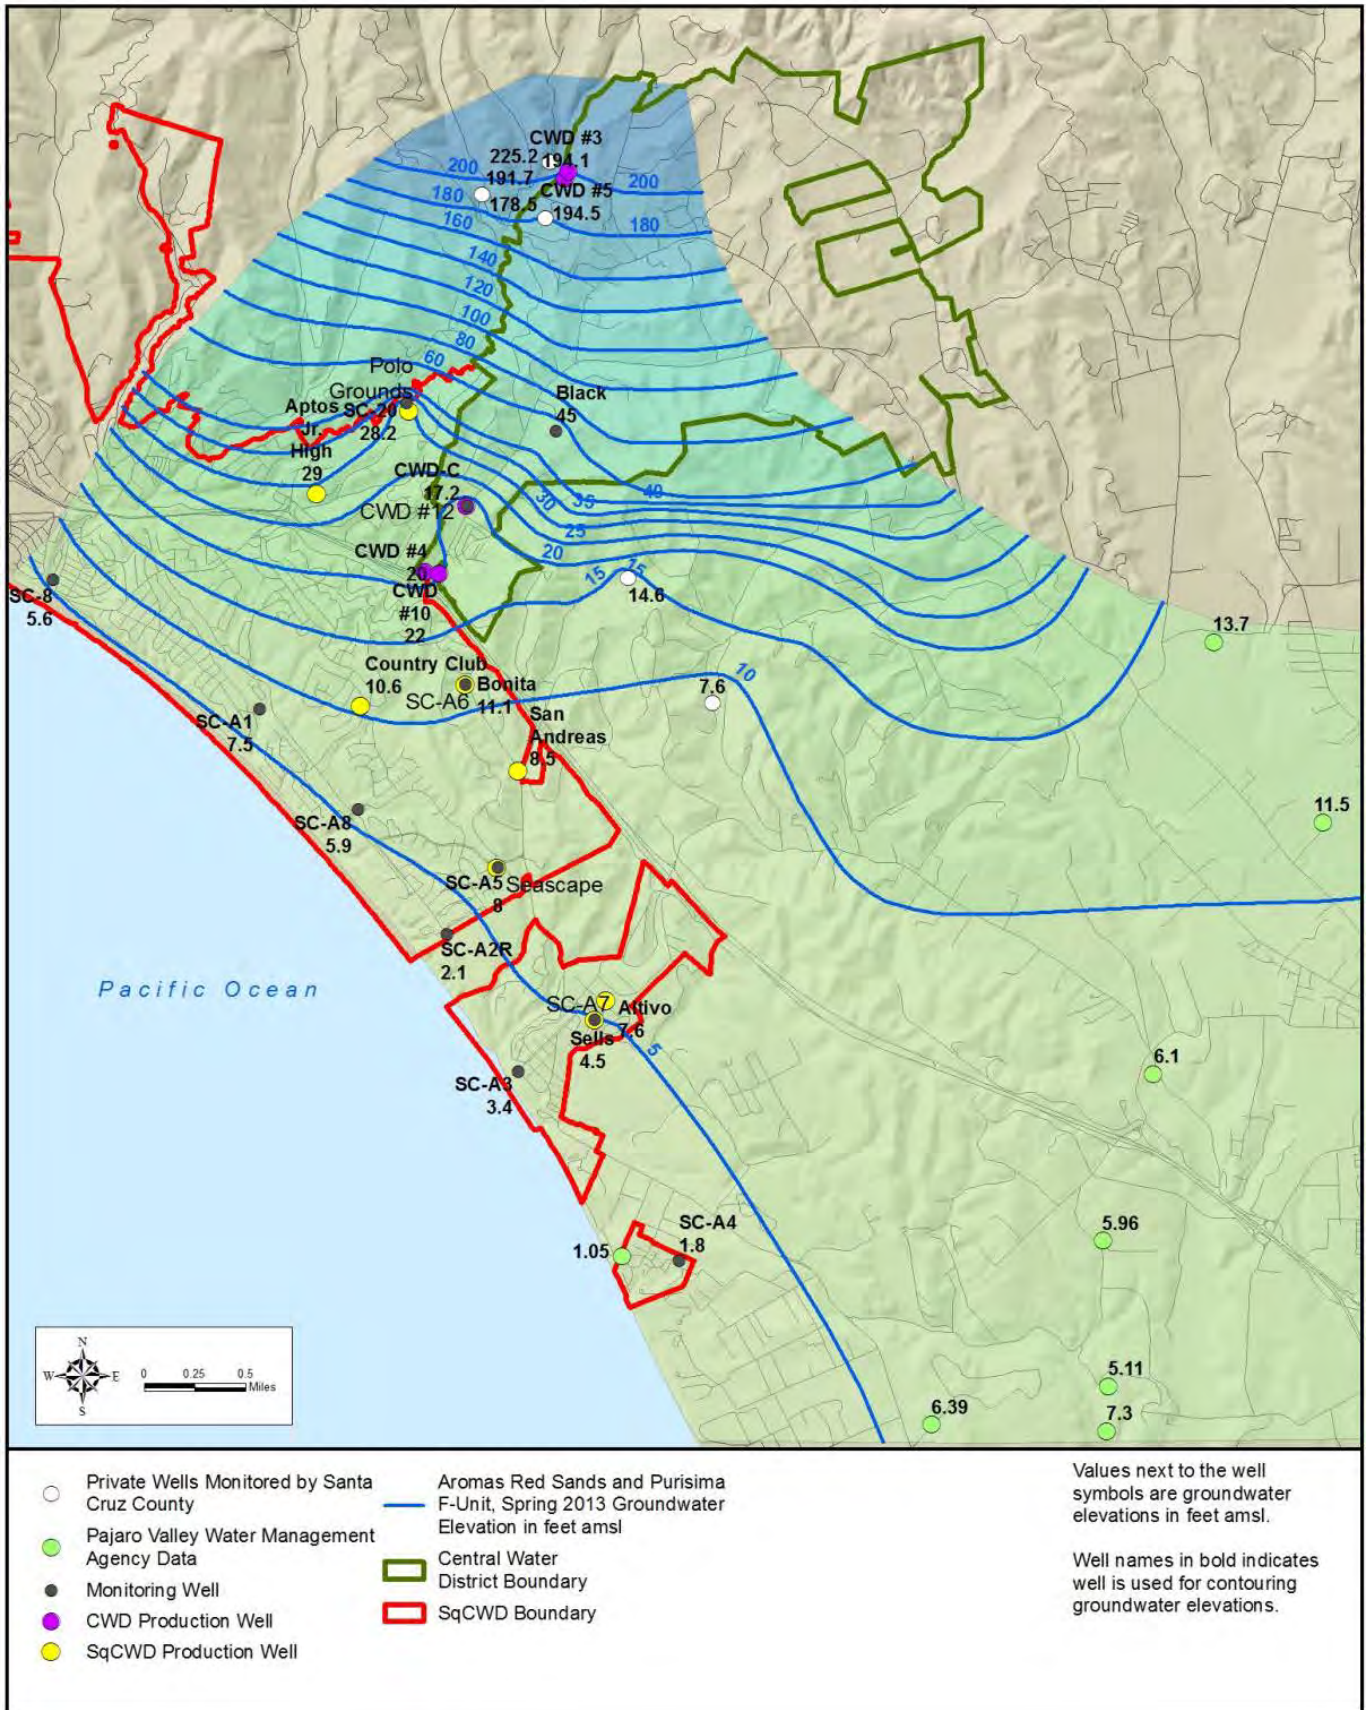 CWD #3
225.2
194.1
200
191.7
200
CWD #5
180
178.5
194.5
160
180
140
120
100
80
60
Polo
Grounds
Black
45
Aptos
Jr.
High
29
SC-20
28.2
CWD-C
17.2
CWD #12
40
30
35
25
20
15
15
CWD #4
20
CWD
#10
22
14.6
SC-8
5.6
13.7
Country Club
10.6
SC-A6
Bonita
11.1
10
7.6
San
Andreas
8.5
SC-A1
7.5
11.5
SC-A8
5.9
SC-A5
8
Seascape
SC-A2R
2.1
Pacific Ocean
SC-A7
Altivo
7.6
Sells
4.5
5
SC-A3
3.4
6.1
SC-A4
1.8
1.05
5.96
5.11
6.39
7.3
N
W
E
S
0 0.25 0.5
Miles
Private Wells Monitored by Santa
Cruz County
Pajaro Valley Water Management
Agency Data
Monitoring Well
CWD Production Well
SqCWD Production Well
Aromas Red Sands and Purisima
F-Unit, Spring 2013 Groundwater
Elevation in feet amsl
Central Water
District Boundary
SqCWD Boundary
Values next to the well
symbols are groundwater
elevations in feet amsl.
Well names in bold indicates
well is used for contouring
groundwater elevations.